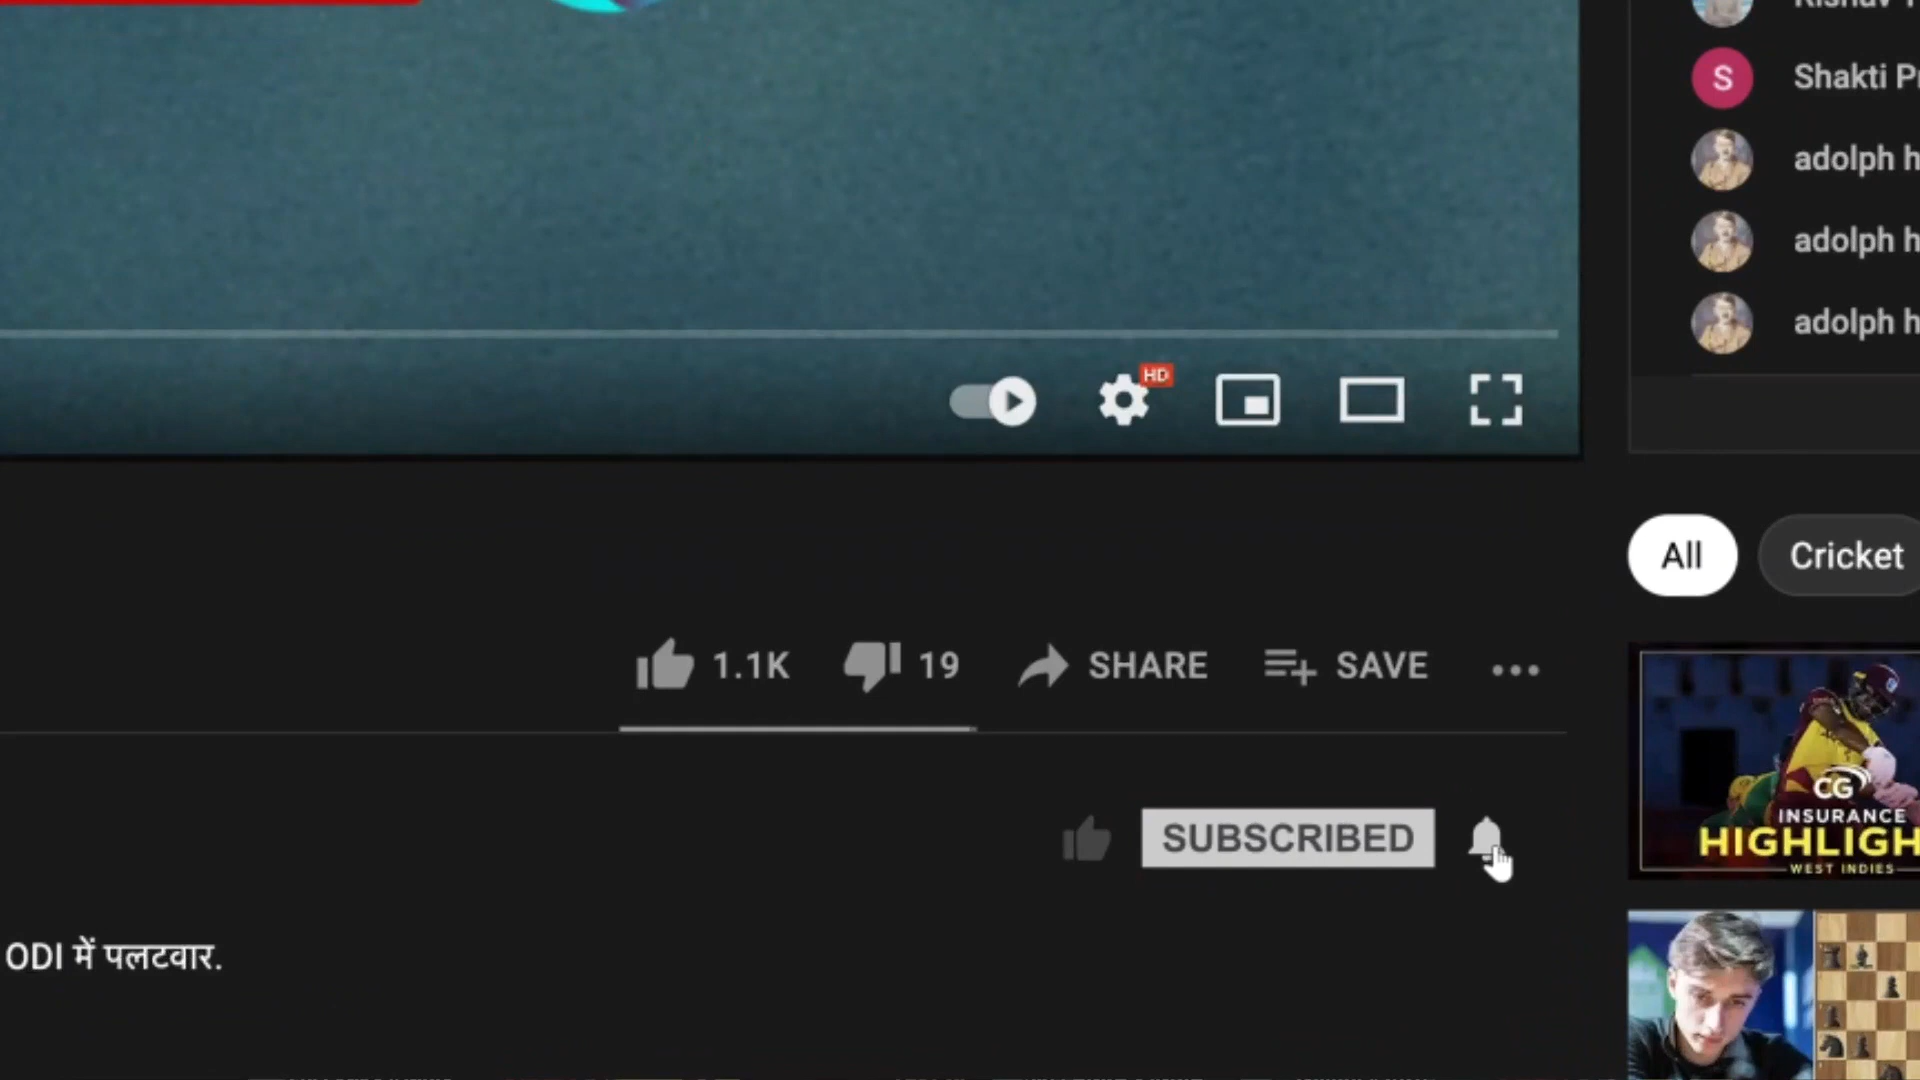 S
Shakti P
adolph h
adolph h
adolph h
HD
All
Cricket
1.1K
19
SHARE
SAVE
SUBSCRIBED
CG
INSURANCE
HIGHLIGH
WEST INDIES
ODI में पलटवार.